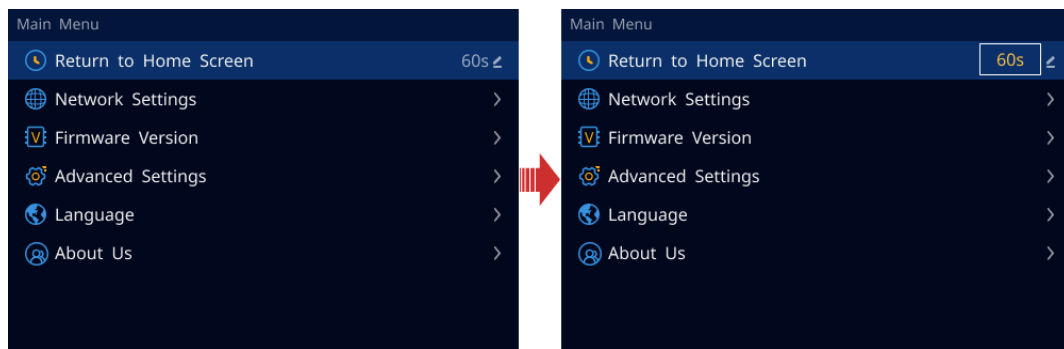 Main Menu
Return to Home Screen 60s
Network Settings
Firmware Version
Advanced Settings
Language
About Us
Main Menu
Return to Home Screen 60s
Network Settings
Firmware Version
Advanced Settings
Language
About Us